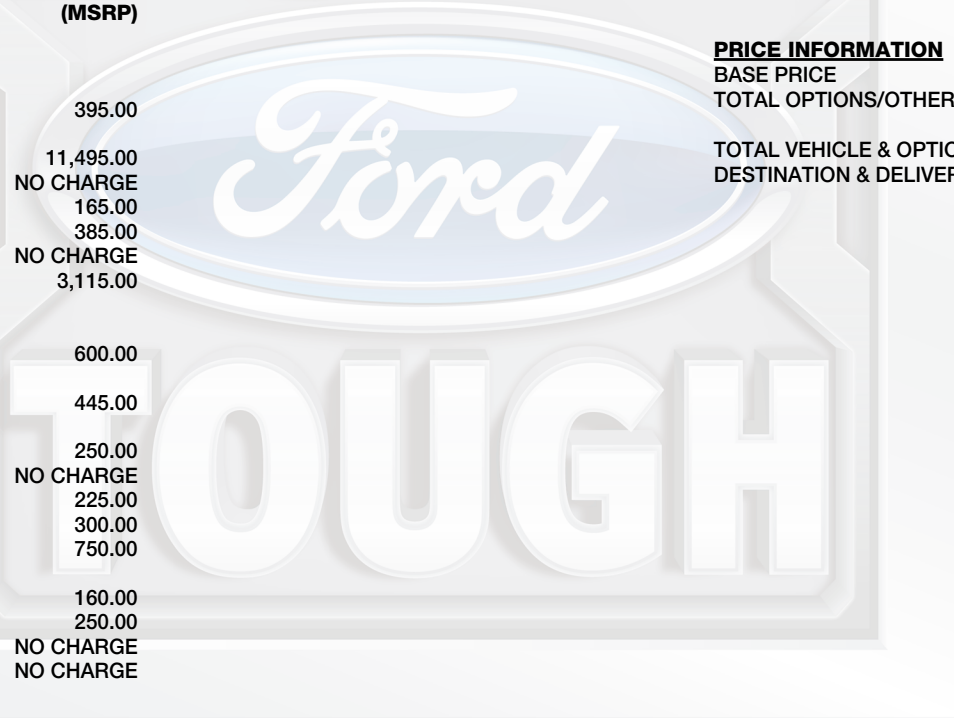 (MSRP)
395.00
11,495.00
NO CHARGE
165.00
385.00
NO CHARGE
3,115.00
600.00
445.00
250.00
NO CHARGE
225.00
300.00
750.00
160.00
250.00
NO CHARGE
NO CHARGE
PRICE INFORMATION
BASE PRICE
TOTAL OPTIONS/OTHER
TOTAL VEHICLE & OPTIO
DESTINATION & DELIVER
Ford
TOUGH